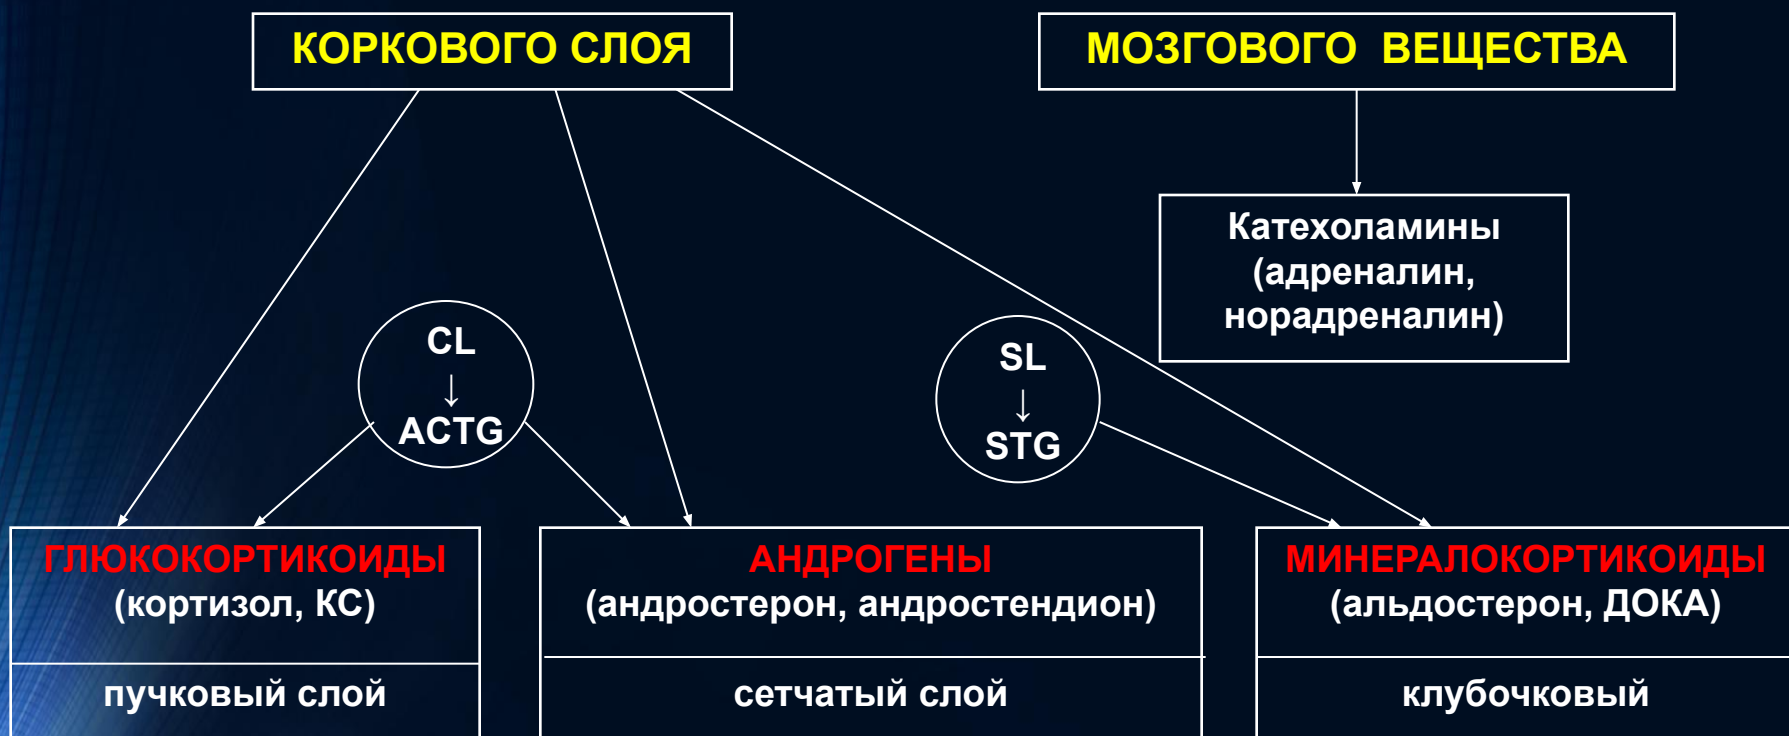 КОРКОВОГО СЛОЯ
МОЗГОВОГО ВЕЩЕСТВА
Катехоламины
(адреналин,
норадреналин)
CL
↓
ACTG
SL
↓
STG
ГЛЮКОКОРТИКОИДЫ
(кортизол, КС)
пучковый слой
АНДРОГЕНЫ
(андростерон, андростендион)
сетчатый слой
МИНЕРАЛОКОРТИКОИДЫ
(альдостерон, ДОКА)
клубочковый